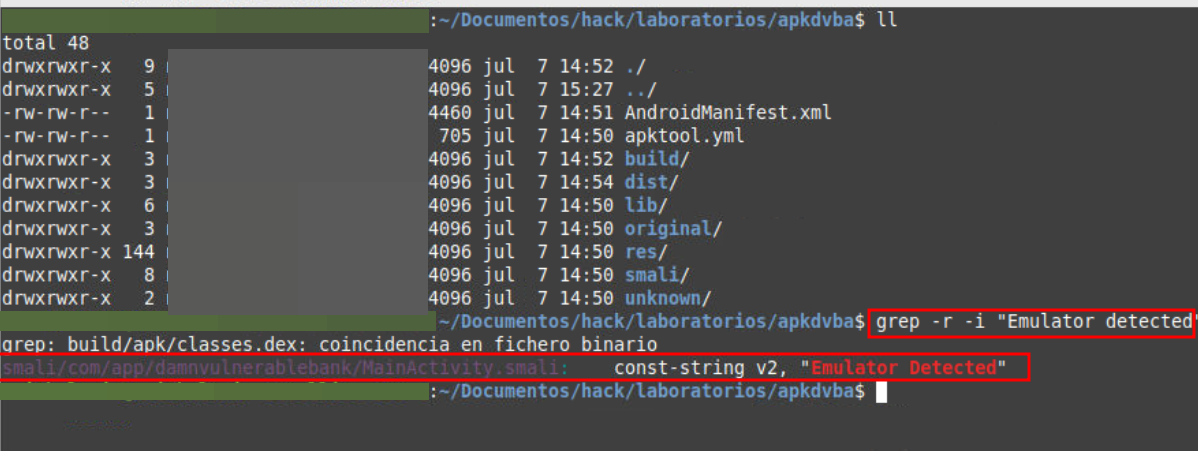 :~/Documentos/hack/laboratorios/apkdvba$ ll
total 48
drwxrwxr-x 9 4096 jul 7 14:52 ./
drwxrwxr-x 5 4096 jul 7 15:27 ../
-rw-rw-r-- 1 4460 jul 7 14:51 AndroidManifest.xml
-rw-rw-r-- 1 705 jul 7 14:50 apktool.yml
drwxrwxr-x 3 4096 jul 7 14:52 build/
drwxrwxr-x 3 4096 jul 7 14:54 dist/
drwxrwxr-x 6 4096 jul 7 14:50 lib/
drwxrwxr-x 3 4096 jul 7 14:50 original/
drwxrwxr-x 144 4096 jul 7 14:50 res/
drwxrwxr-x 8 4096 jul 7 14:50 smali/
drwxrwxr-x 2 4096 jul 7 14:50 unknown/
~/Documentos/hack/laboratorios/apkdvba$ grep -r -i "Emulator detected"
grep: build/apk/classes.dex: coincidencia en fichero binario
smali/com/app/damnvulnerablebank/MainActivity.smali: const-string v2, "Emulator Detected"
:~/Documentos/hack/laboratorios/apkdvba$